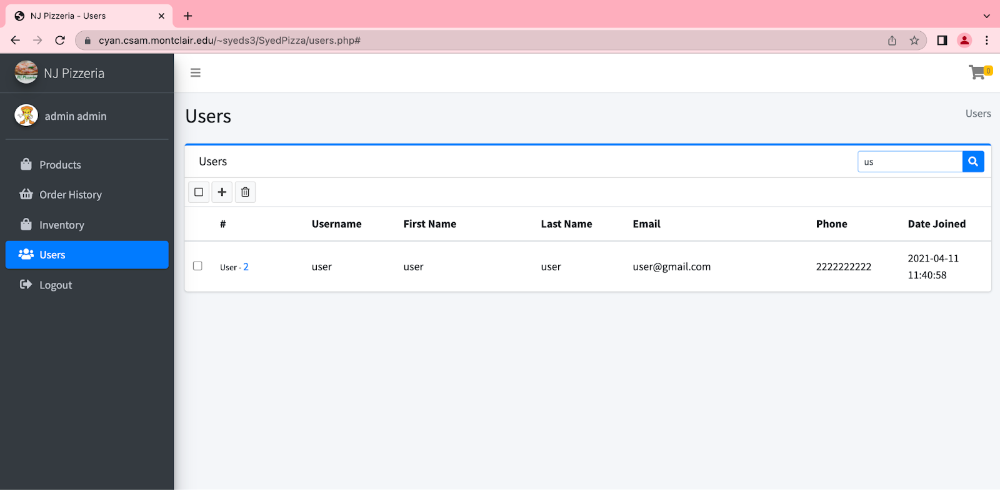 NJ Pizzeria - Users
cyan.csam.montclair.edu/~syeds3/SyedPizza/users.php#
NJ Pizzeria
0
admin admin
Users
Users
Products
Order History
Inventory
Users
Logout
Users
us
# Username First Name Last Name Email Phone Date Joined
User - 2 user user user user@gmail.com 2222222222 2021-04-11
11:40:58